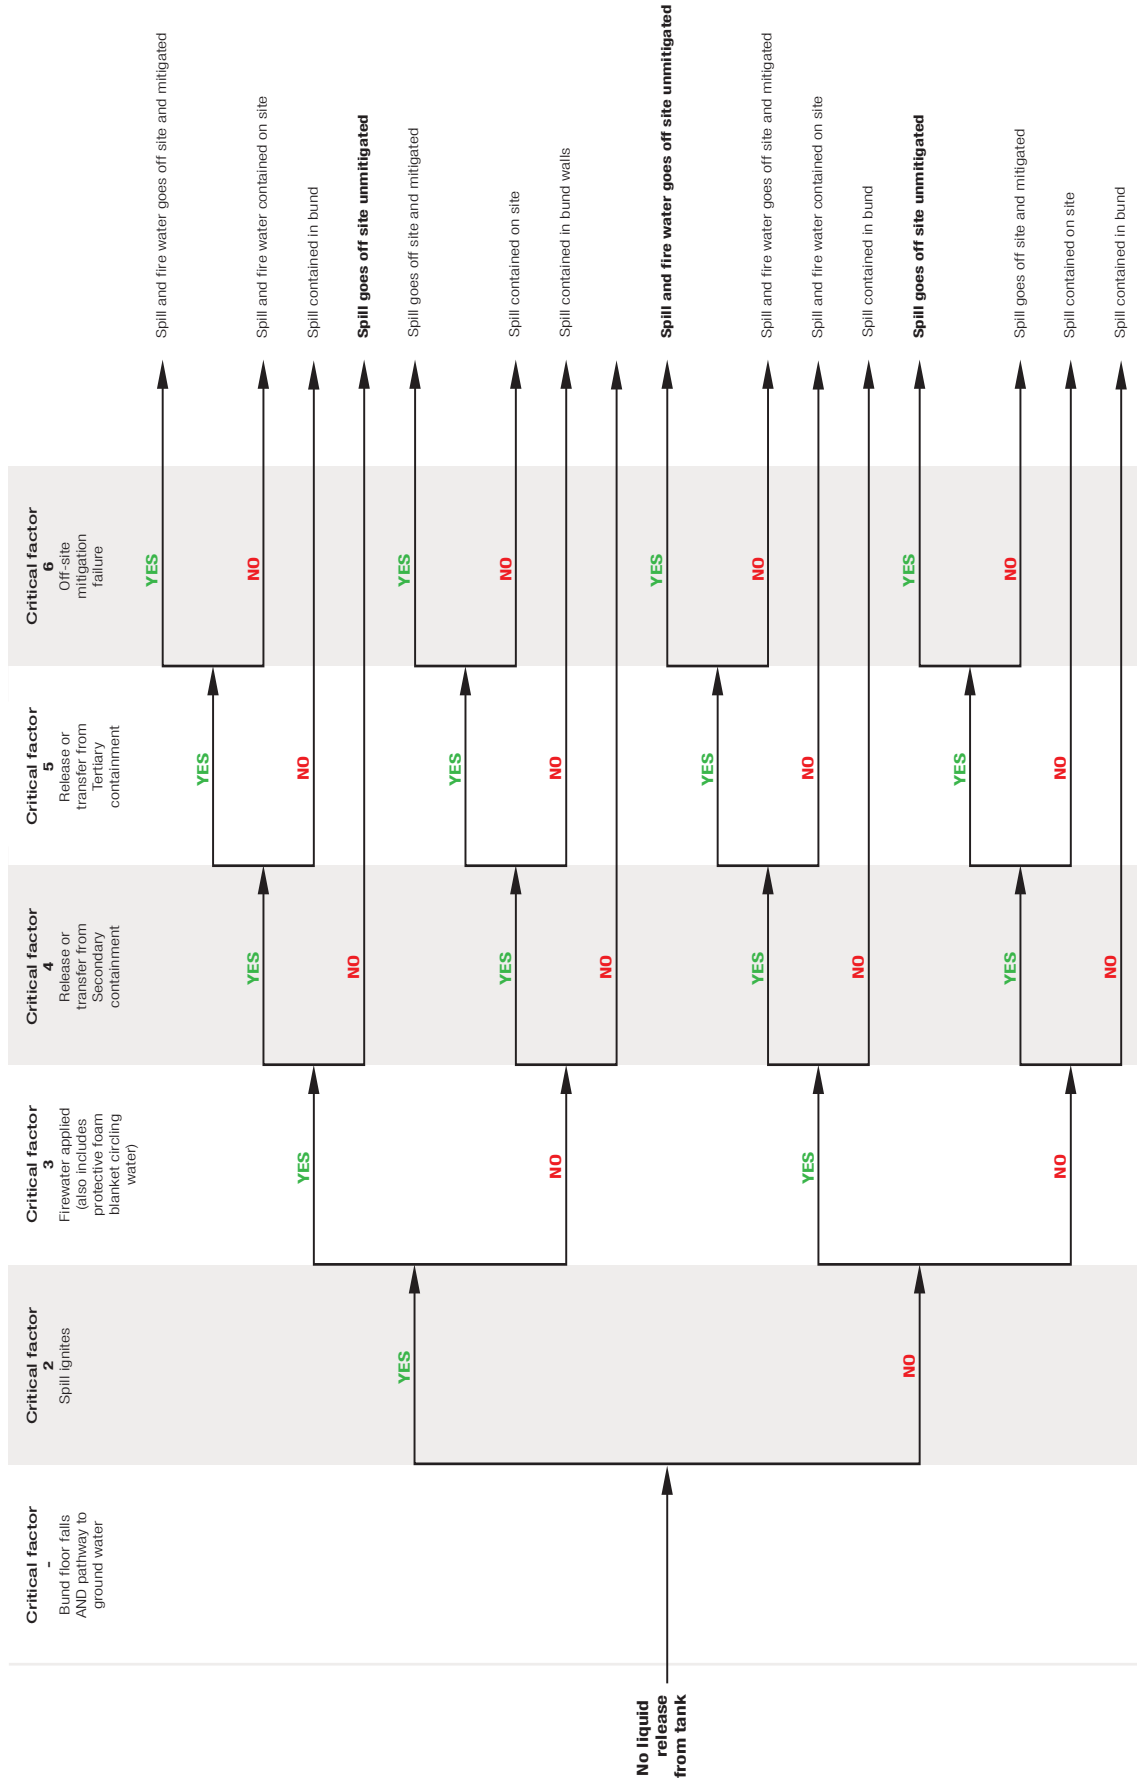 No liquid
release
from tank
Critical factor
-
Bund floor falls
AND pathway to
ground water
Critical factor
2
Spill ignites
Critical factor
3
Firewater applied
(also includes
protective foam
blanket circling
water)
Critical factor
4
Release or
transfer from
Secondary
containment
Critical factor
5
Release or
transfer from
Tertiary
containment
Critical factor
6
Off-site
mitigation
failure
YES
NO
YES
NO
YES
NO
YES
NO
YES
NO
YES
NO
YES
NO
YES
NO
YES
NO
YES
NO
YES
NO
YES
NO
YES
NO
YES
NO
YES
NO
Spill and fire water goes off site and mitigated
Spill and fire water contained on site
Spill contained in bund
Spill goes off site unmitigated
Spill goes off site and mitigated
Spill contained on site
Spill contained in bund walls
Spill and fire water goes off site unmitigated
Spill and fire water goes off site and mitigated
Spill and fire water contained on site
Spill contained in bund
Spill goes off site unmitigated
Spill goes off site and mitigated
Spill contained on site
Spill contained in bund